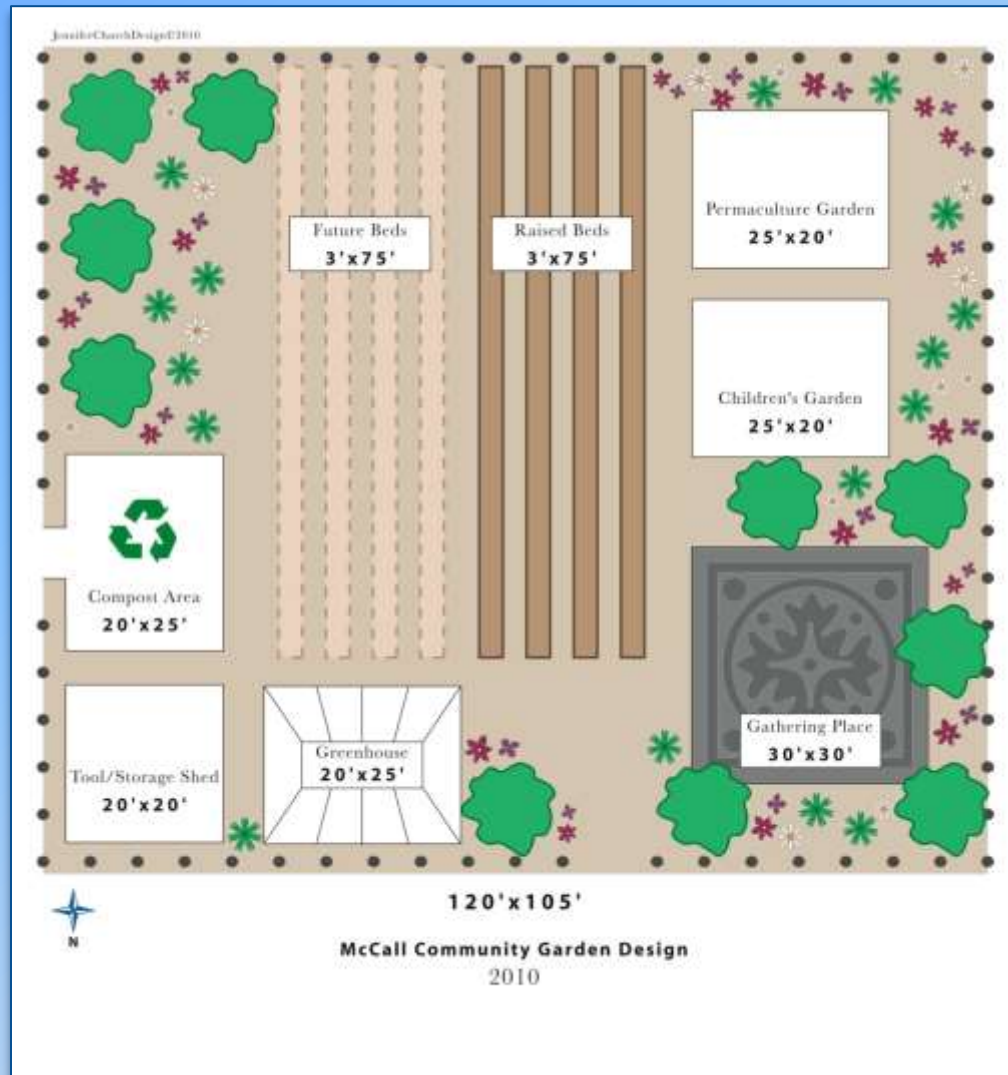 JenniferChurchDesign©2010
Future Beds
3'x75'
Raised Beds
3'x75'
Permaculture Garden
25'x20'
Children's Garden
25'x20'
Compost Area
20'x25'
Gathering Place
30'x30'
Greenhouse
20'x25'
Tool/Storage Shed
20'x20'
120'x105'
N
McCall Community Garden Design
2010